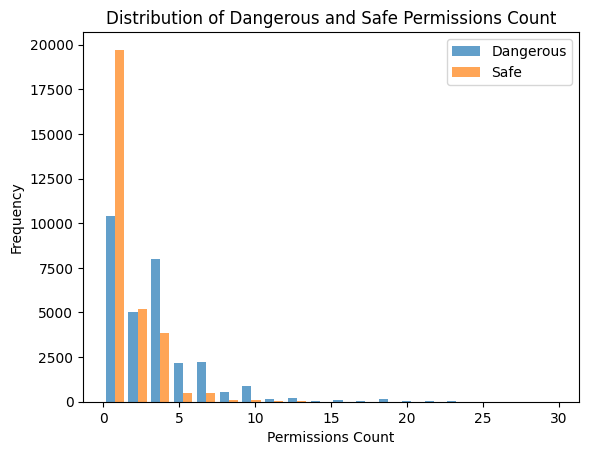 Distribution of Dangerous and Safe Permissions Count
Dangerous
Safe
20000
17500
15000
12500
10000
7500
5000
2500
0
Frequency
0 5 10 15 20 25 30
Permissions Count